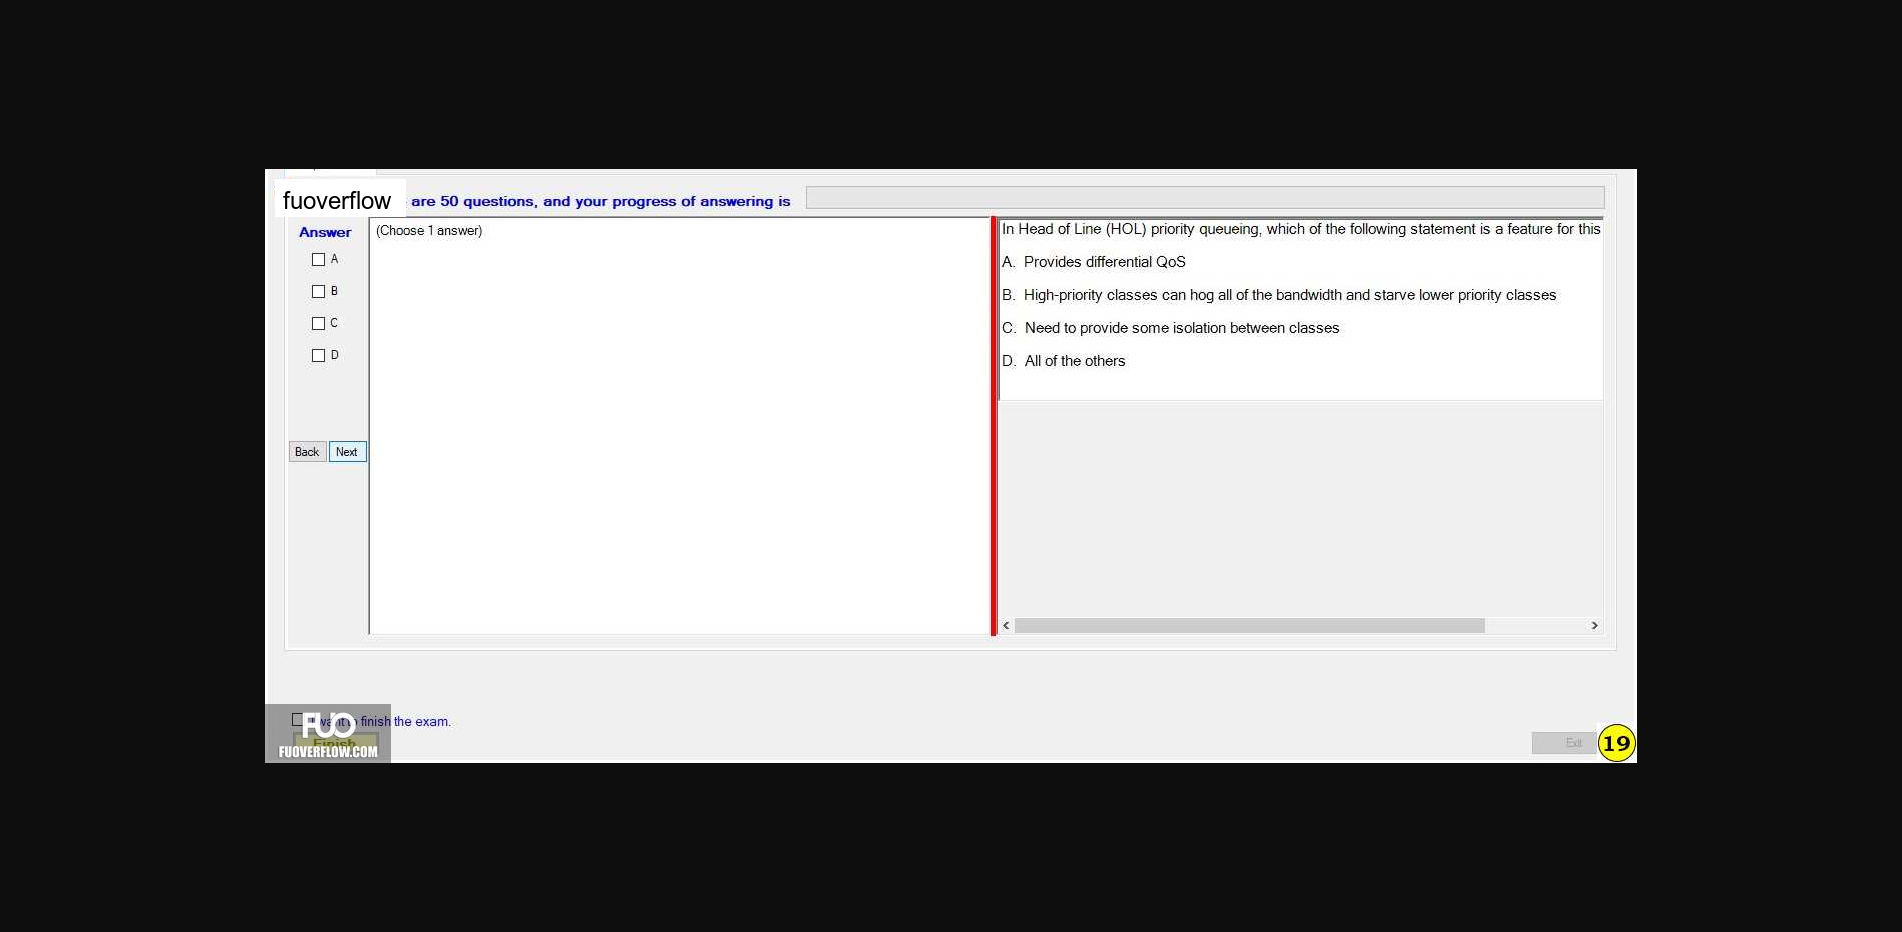 fuoverflow are 50 questions, and your progress of answering is
Answer
A
B
C
D
Back Next
(Choose 1 answer)
In Head of Line (HOL) priority queueing, which of the following statement is a feature for this
A. Provides differential QoS
B. High-priority classes can hog all of the bandwidth and starve lower priority classes
C. Need to provide some isolation between classes
D. All of the others
I want to finish the exam.
FUO
Finish
FUOVERFLOW.COM
Exit
19